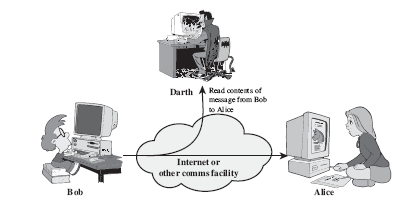 Darth
Read contents of
message from Bob
to Alice
Internet or
other comms facility
Bob
Alice